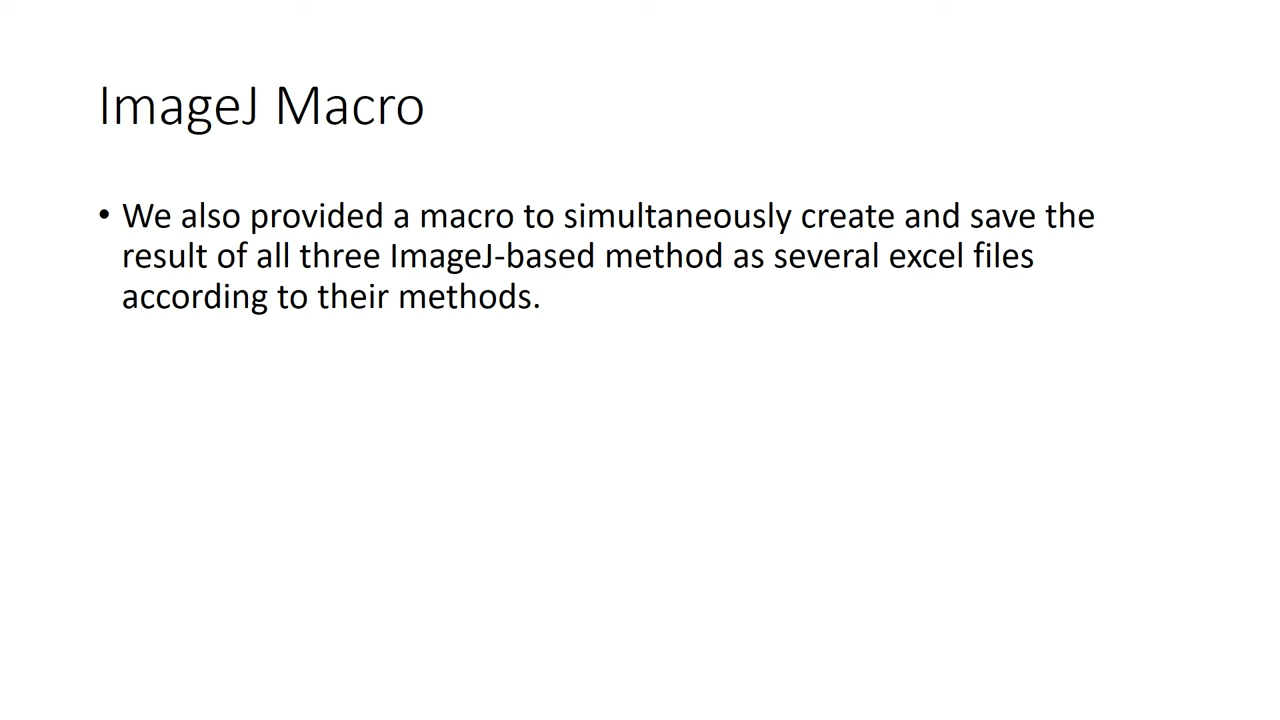 ImageJ Macro
• We also provided a macro to simultaneously create and save the
result of all three ImageJ-based method as several excel files
according to their methods.